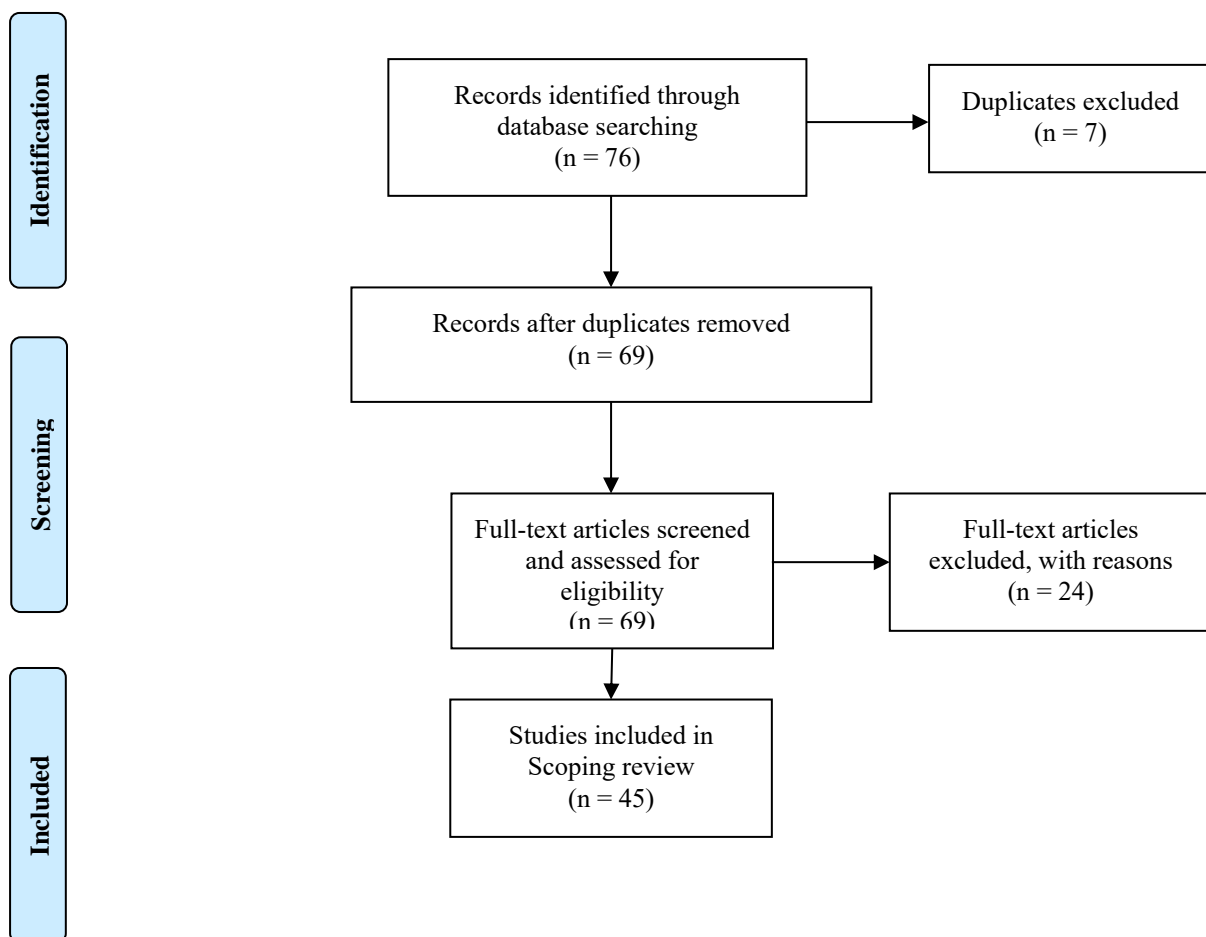 Identification
Records identified through
database searching
(n = 76)
Duplicates excluded
(n = 7)
Records after duplicates removed
(n = 69)
Screening
Full-text articles screened
and assessed for
eligibility
(n = 69)
Full-text articles
excluded, with reasons
(n = 24)
Included
Studies included in
Scoping review
(n = 45)